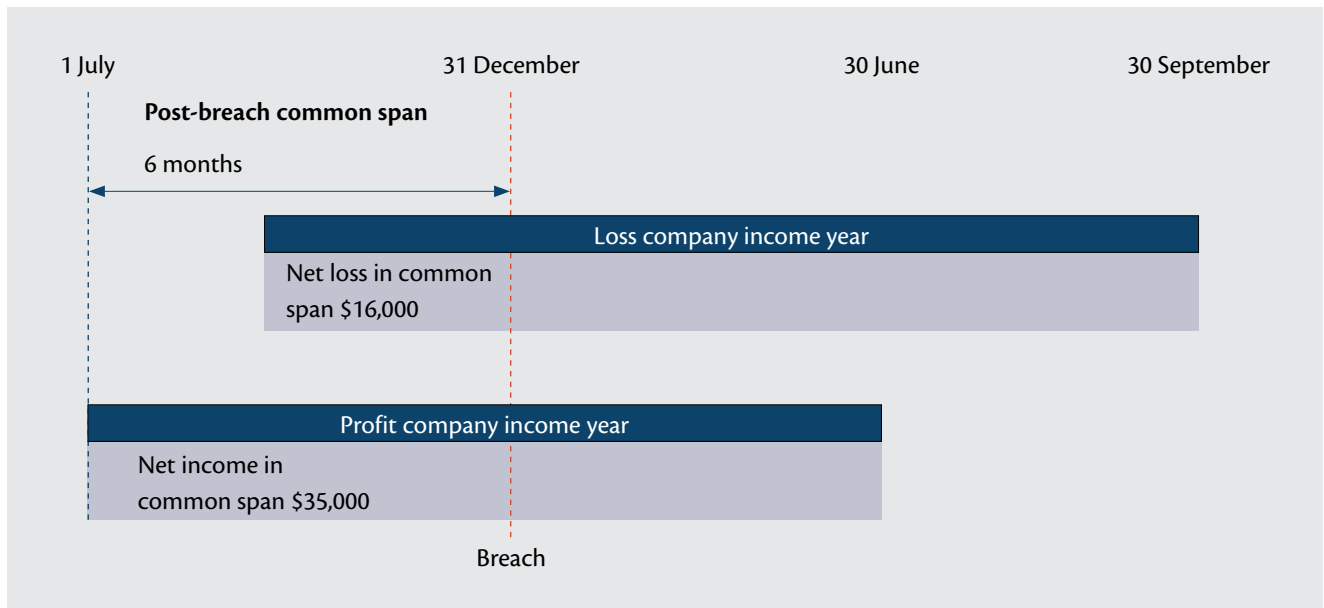 1 July
31 December
30 June
30 September
Post-breach common span
6 months
Loss company income year
Net loss in common
span $16,000
Profit company income year
Net income in
common span $35,000
Breach